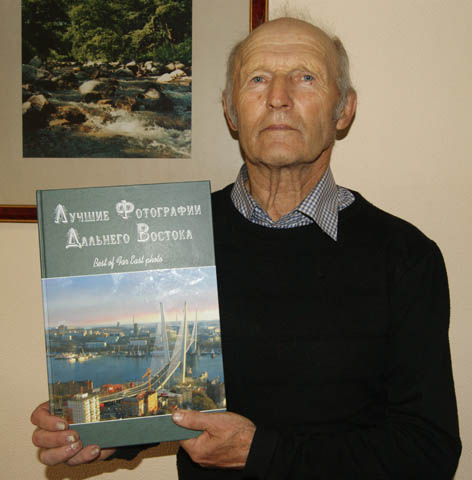 Лучшие Фотографии
Дальнего Востока
Best of Far East photo